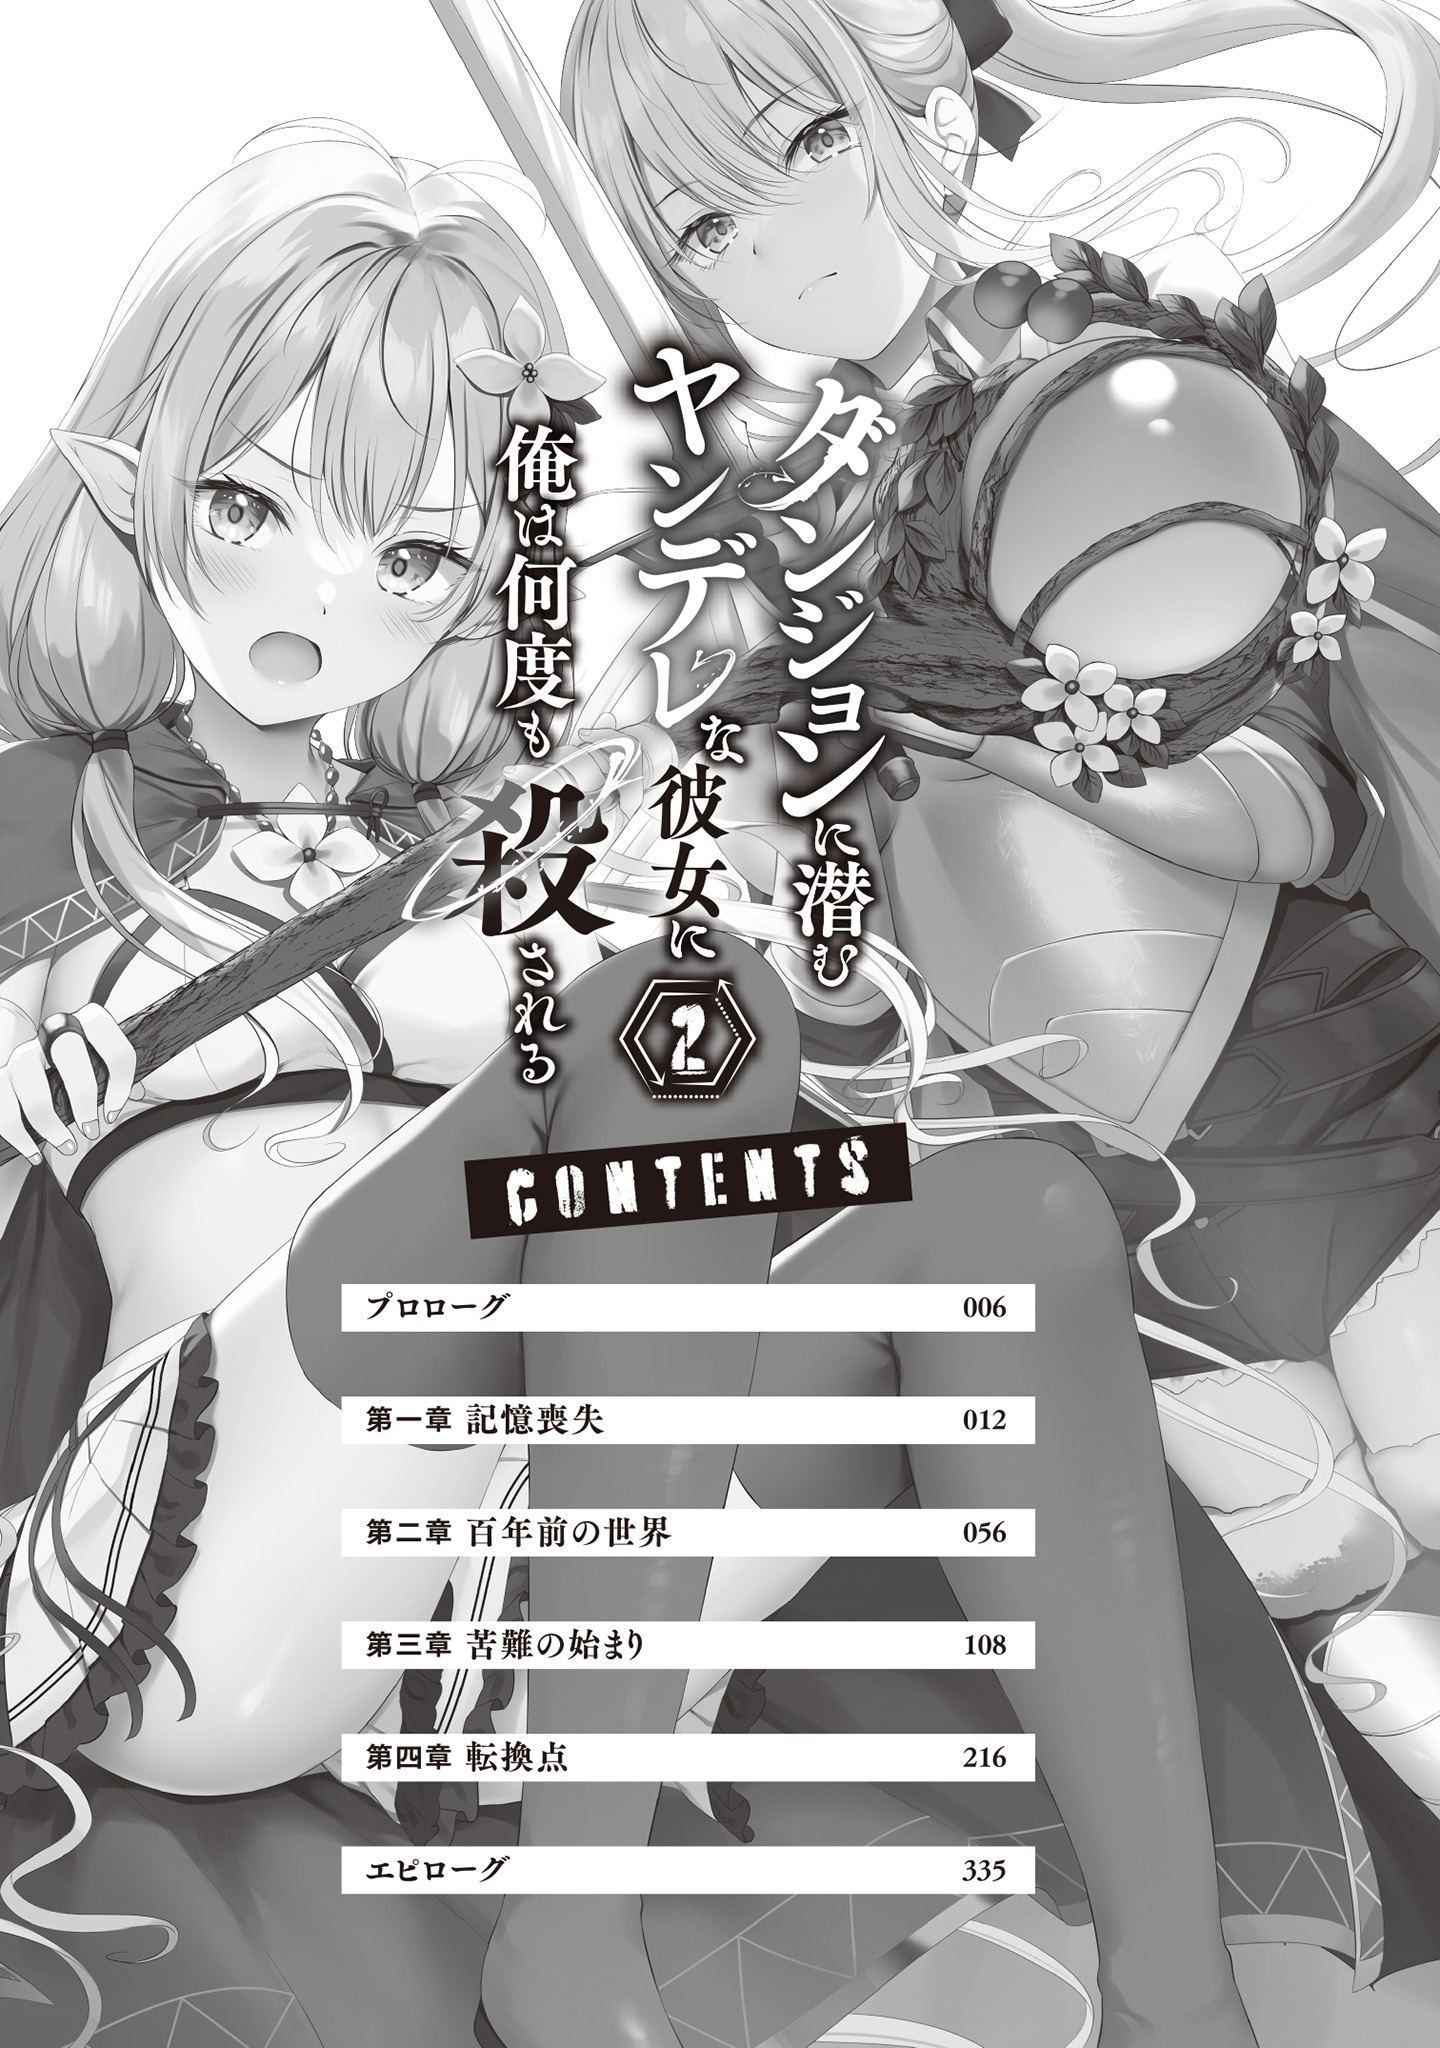 ダンジョンに潜む
ヤンデレな彼女に
俺は何度も殺される
2
CONTENTS
プロローグ 006
第一章 記憶喪失 012
第二章 百年前の世界 056
第三章 苦難の始まり 108
第四章 転換点 216
エピローグ 335